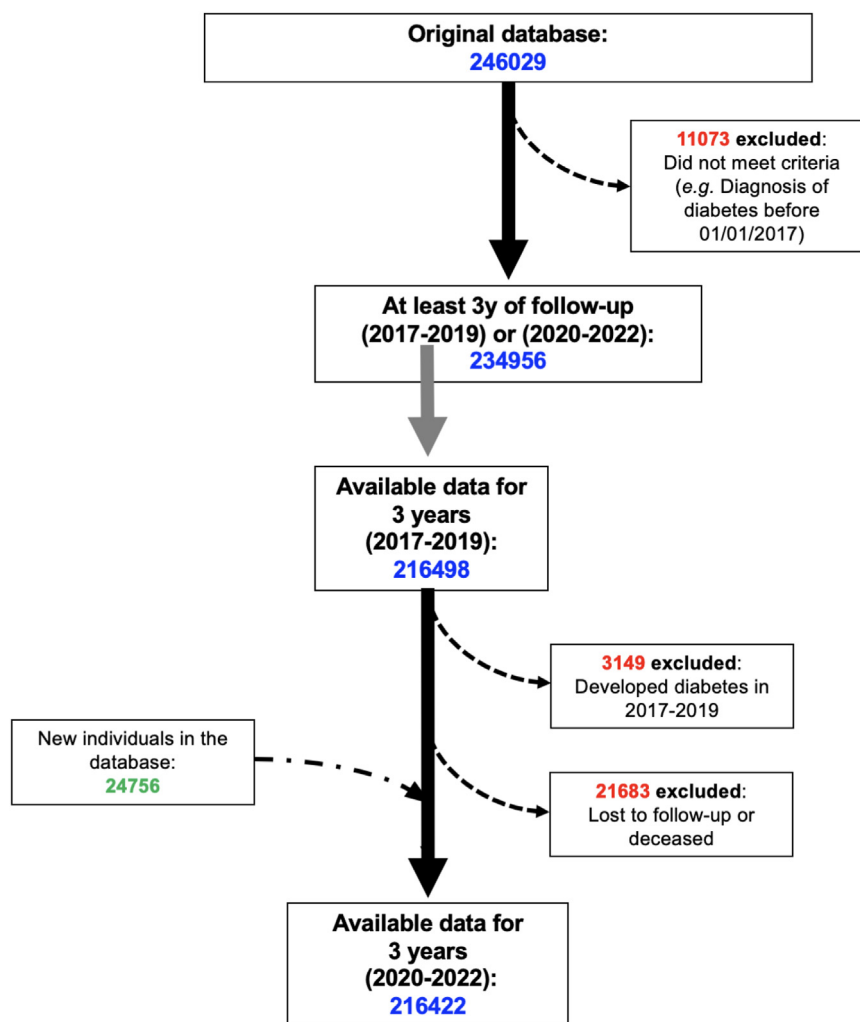 Original database:
246029
11073 excluded:
Did not meet criteria
(e.g. Diagnosis of
diabetes before
01/01/2017)
At least 3y of follow-up
(2017-2019) or (2020-2022):
234956
Available data for
3 years
(2017-2019):
216498
3149 excluded:
Developed diabetes in
2017-2019
New individuals in the
database:
24756
21683 excluded:
Lost to follow-up or
deceased
Available data for
3 years
(2020-2022):
216422